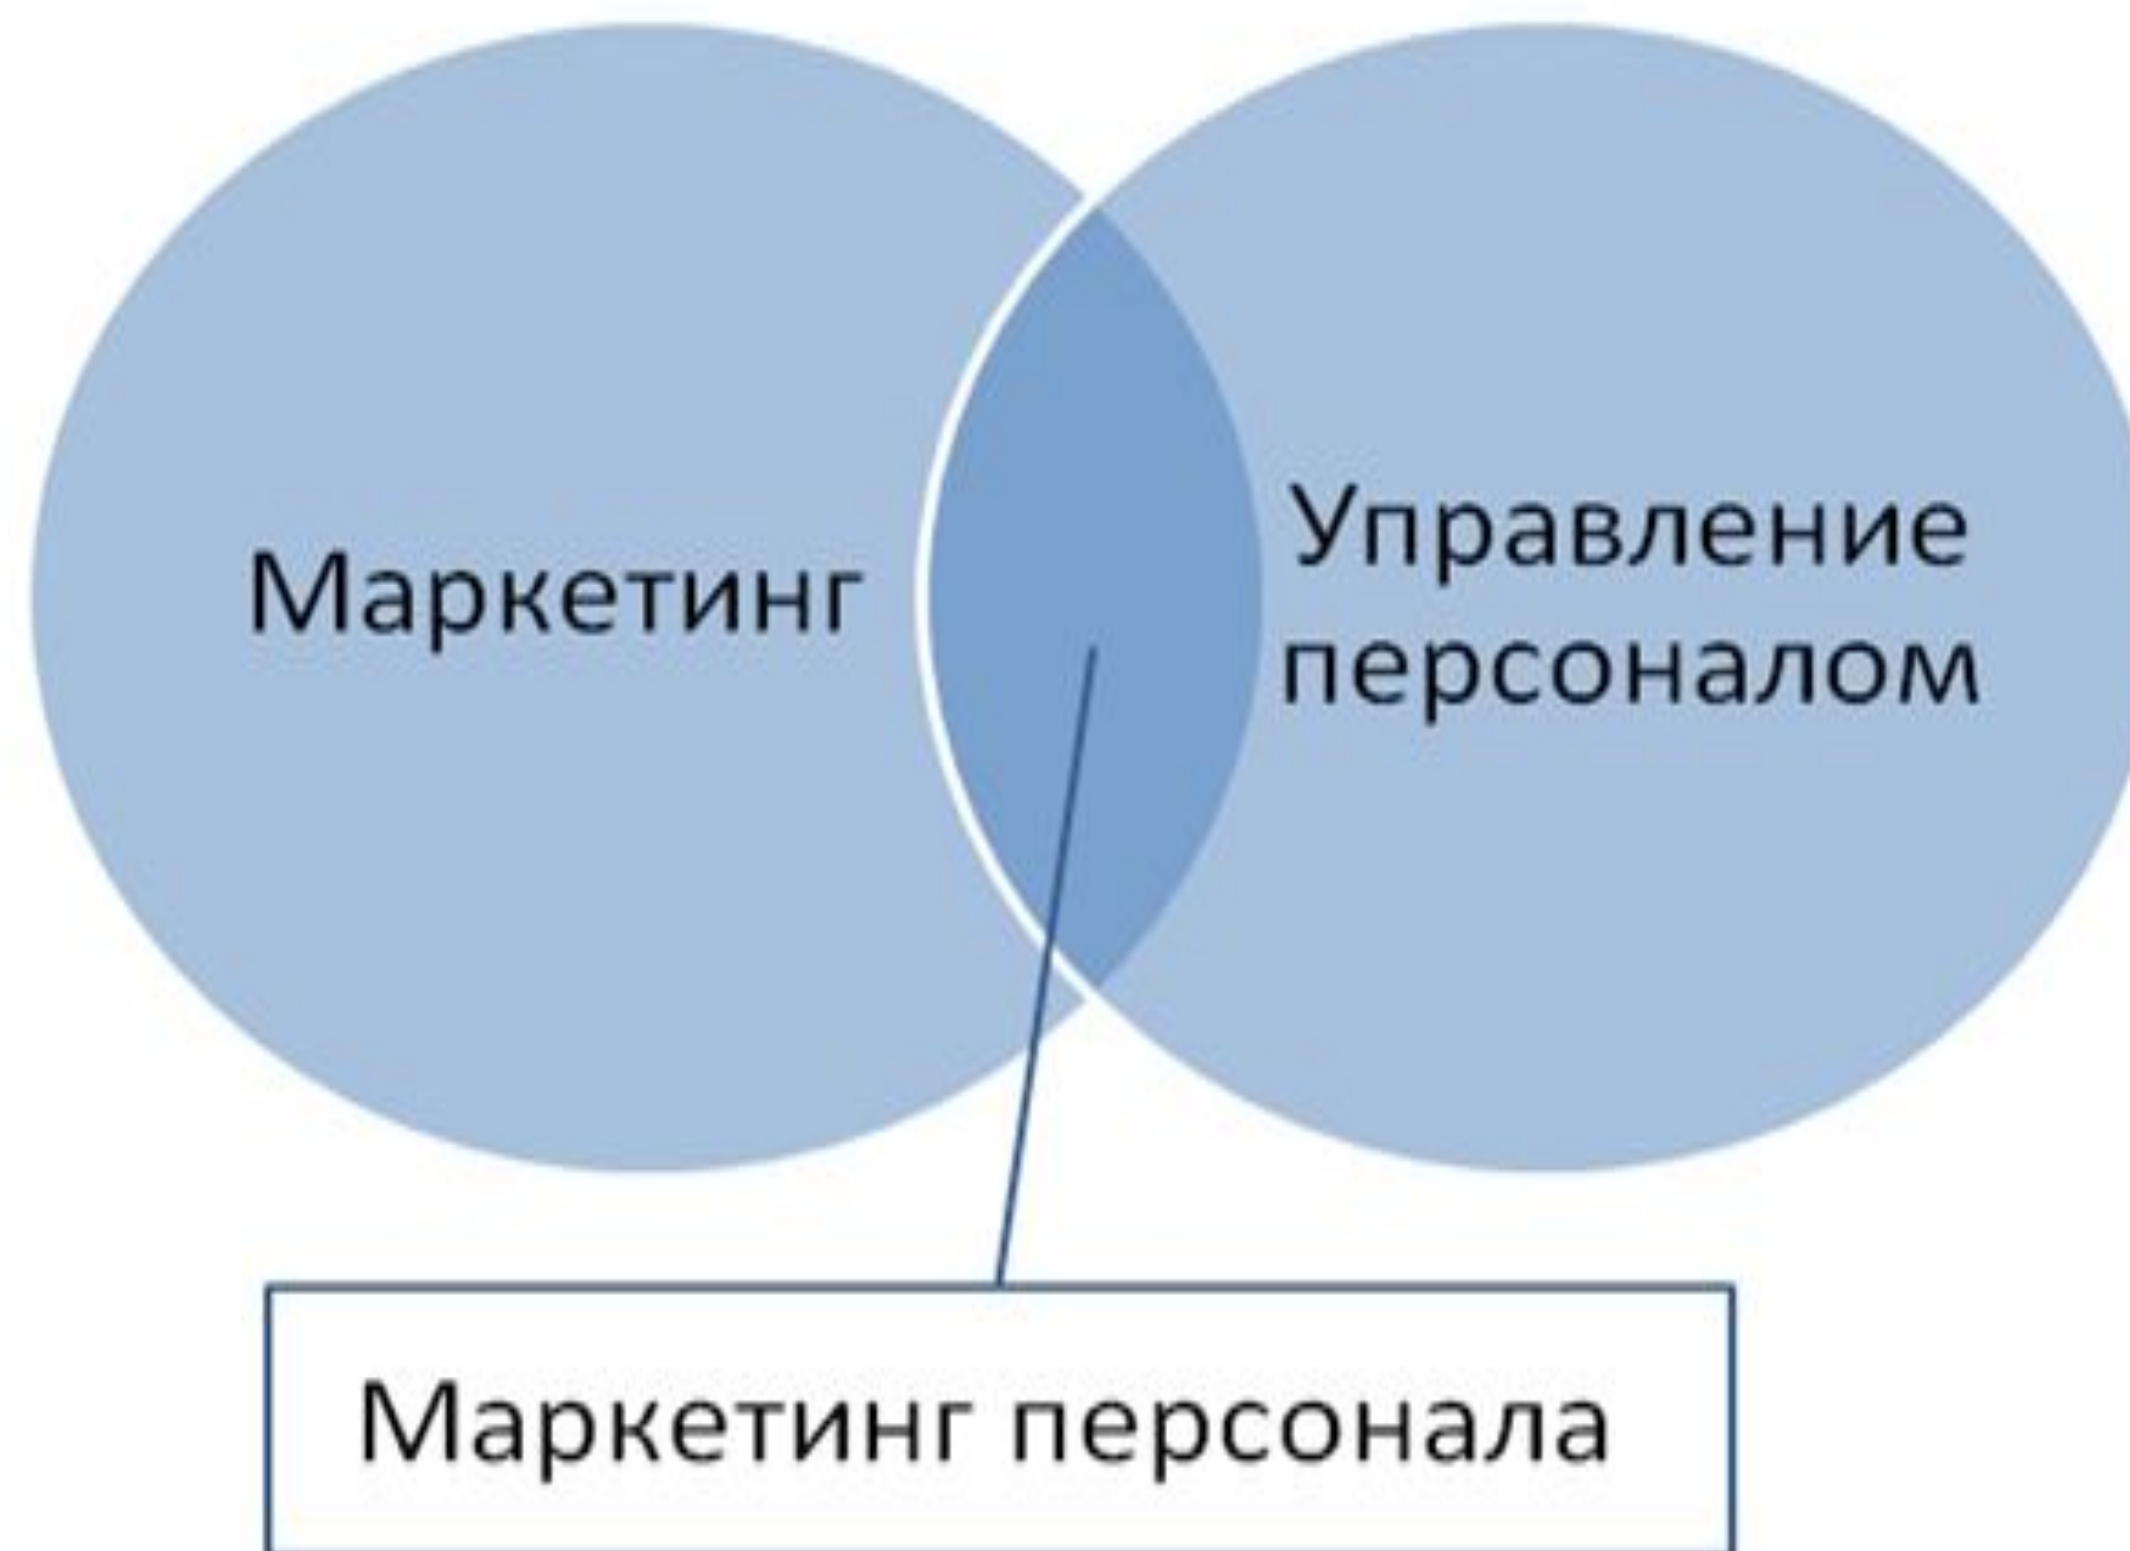 Маркетинг
Управление
персоналом
Маркетинг персонала